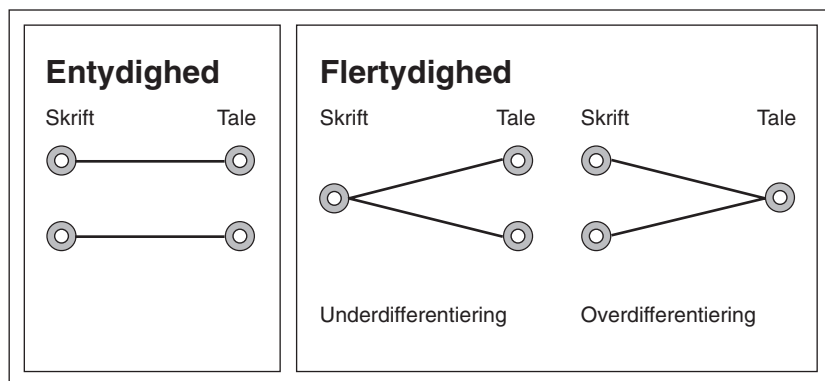 Entydighed
Skrift Tale
Flertydighed
Skrift Tale Skrift Tale
Underdifferentiering Overdifferentiering